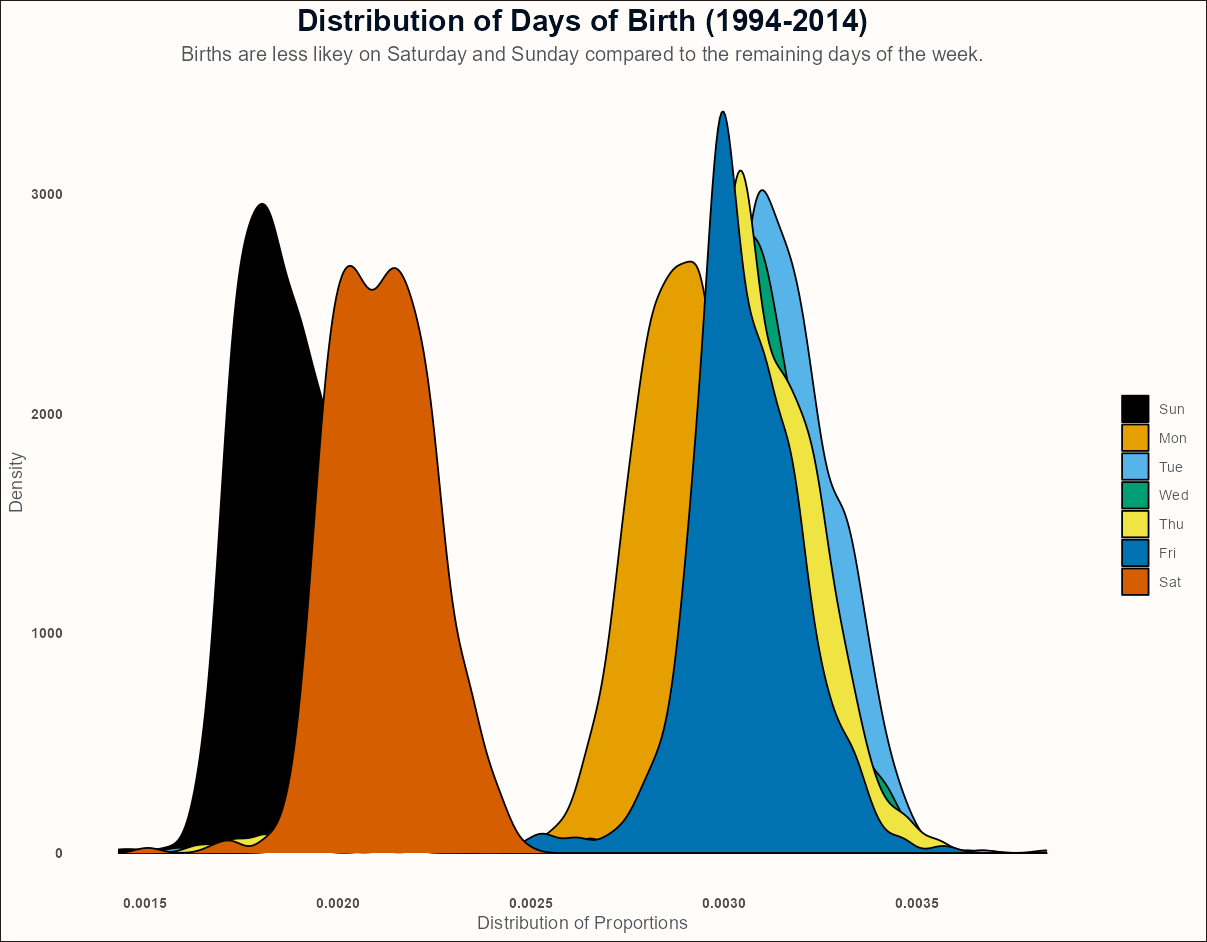 Distribution of Days of Birth (1994-2014)
Births are less likey on Saturday and Sunday compared to the remaining days of the week.
3000
2000
1000
0
Density
Sun
Mon
Tue
Wed
Thu
Fri
Sat
0.0015 0.0020 0.0025 0.0030 0.0035
Distribution of Proportions